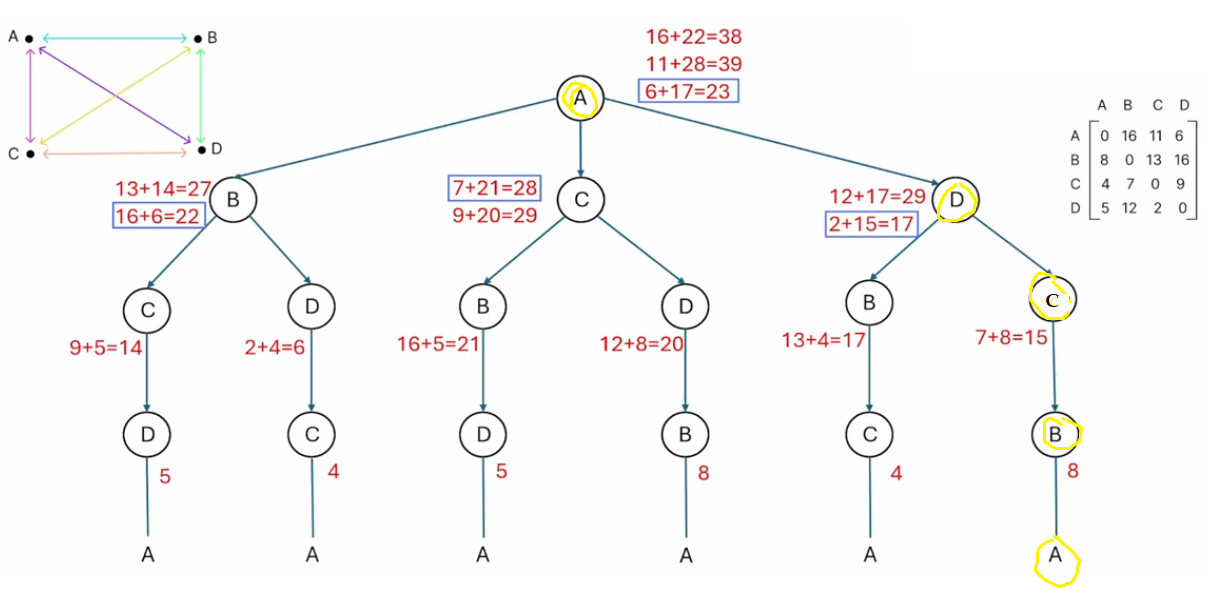 A B
C D
16+22=38
11+28=39
6+17=23
A
A B C D
A 0 16 11 6
B 8 0 13 16
C 4 7 0 9
D 5 12 2 0
13+14=27
16+6=22
B
7+21=28
9+20=29
C
12+17=29
2+15=17
D
C D B D B C
9+5=14 2+4=6 16+5=21 12+8=20 13+4=17 7+8=15
D C D B C B
5 4 5 8 4 8
A A A A A A